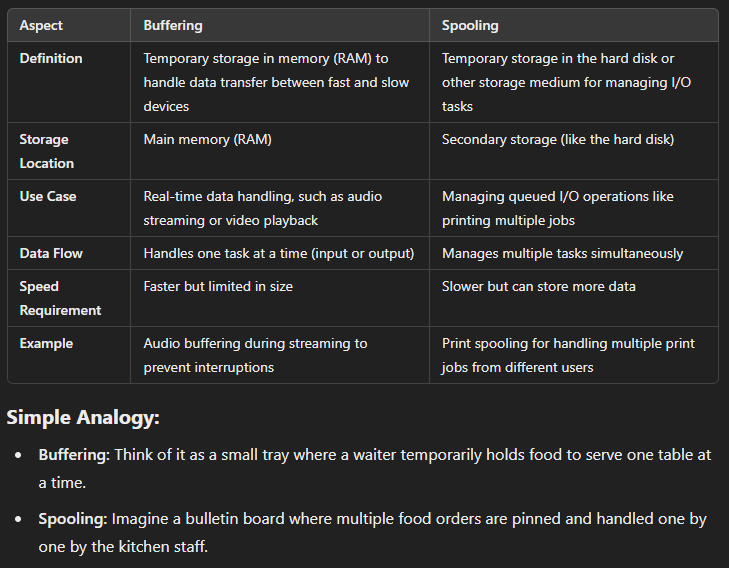 Aspect Buffering Spooling
Definition Temporary storage in memory (RAM) to Temporary storage in the hard disk or
handle data transfer between fast and slow other storage medium for managing I/O
devices tasks
Storage Main memory (RAM) Secondary storage (like the hard disk)
Location
Use Case Real-time data handling, such as audio Managing queued I/O operations like
streaming or video playback printing multiple jobs
Data Flow Handles one task at a time (input or output) Manages multiple tasks simultaneously
Speed Faster but limited in size Slower but can store more data
Requirement
Example Audio buffering during streaming to Print spooling for handling multiple print
prevent interruptions jobs from different users
Simple Analogy:
• Buffering: Think of it as a small tray where a waiter temporarily holds food to serve one table at
a time.
• Spooling: Imagine a bulletin board where multiple food orders are pinned and handled one by
one by the kitchen staff.